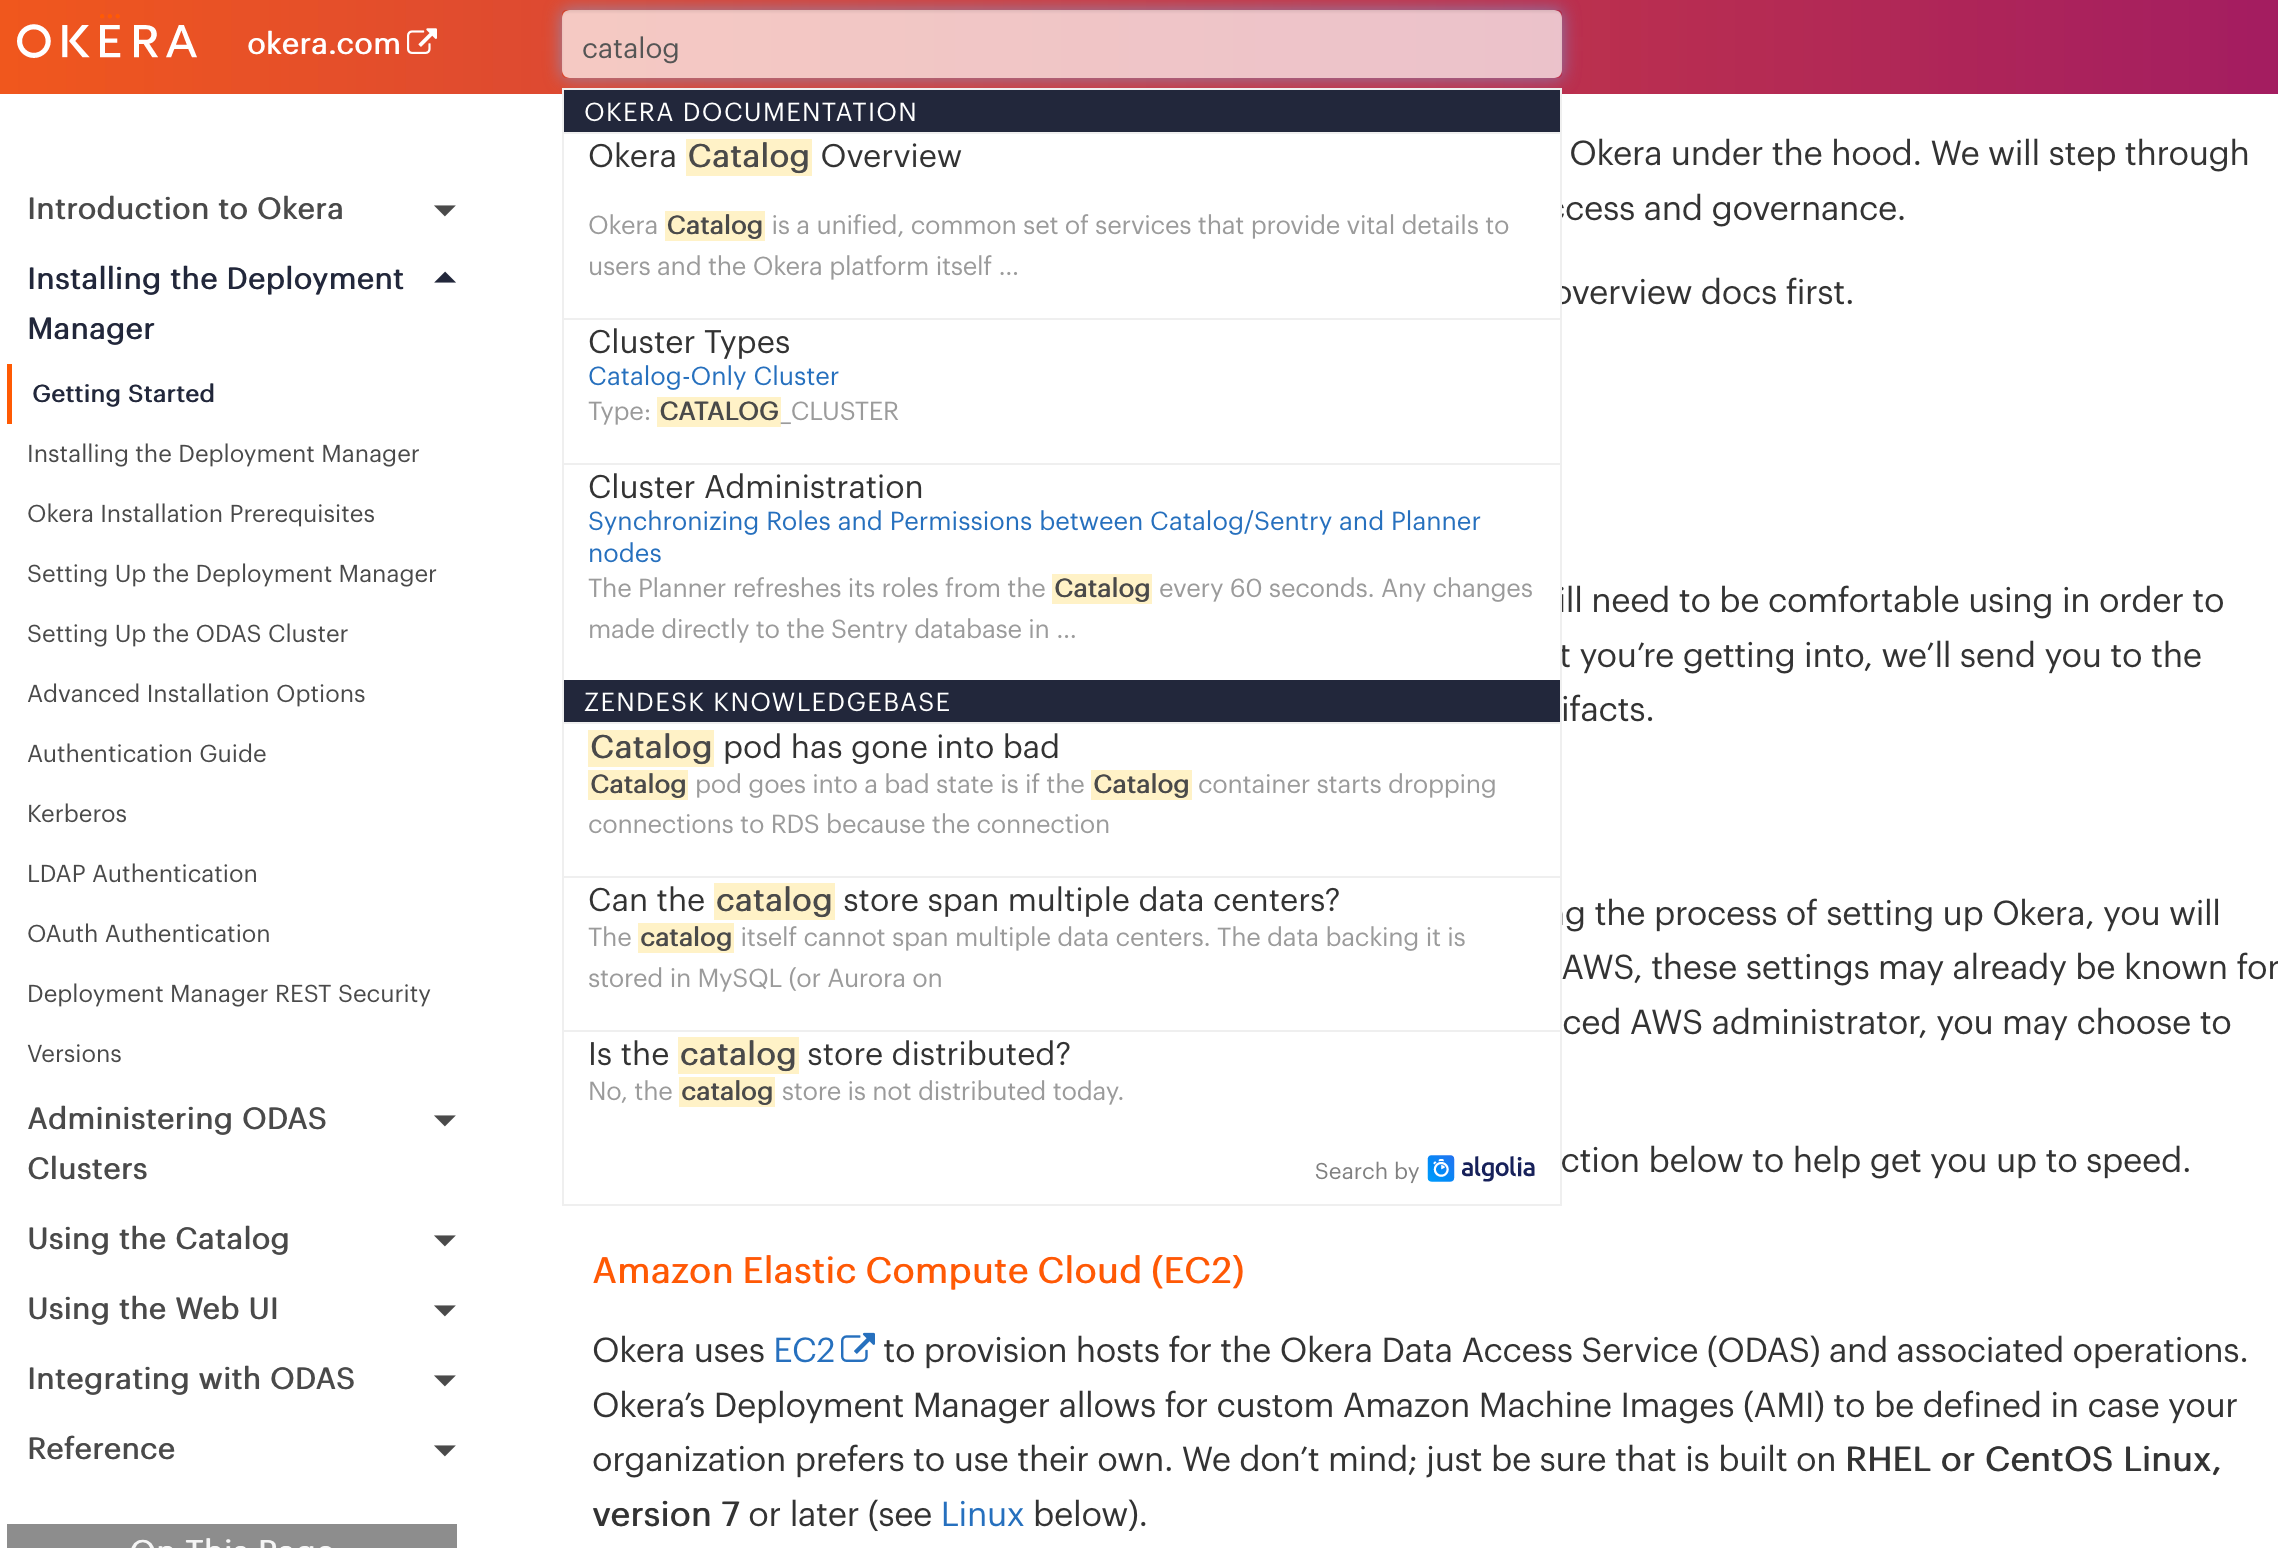 OKERA
okera.com
catalog
Introduction to Okera
Installing the Deployment
Manager
Getting Started
Installing the Deployment Manager
Okera Installation Prerequisites
Setting Up the Deployment Manager
Setting Up the ODAS Cluster
Advanced Installation Options
Authentication Guide
Kerberos
LDAP Authentication
OAuth Authentication
Deployment Manager REST Security
Versions
Administering ODAS
Clusters
Using the Catalog
Using the Web UI
Integrating with ODAS
Reference
On This Page
OKERA DOCUMENTATION
Okera Catalog Overview
Okera Catalog is a unified, common set of services that provide vital details to
users and the Okera platform itself ...
Cluster Types
Catalog-Only Cluster
Type: CATALOG_CLUSTER
Cluster Administration
Synchronizing Roles and Permissions between Catalog/Sentry and Planner
nodes
The Planner refreshes its roles from the Catalog every 60 seconds. Any changes
made directly to the Sentry database in ...
ZENDESK KNOWLEDGEBASE
Catalog pod has gone into bad
Catalog pod goes into a bad state is if the Catalog container starts dropping
connections to RDS because the connection
Can the catalog store span multiple data centers?
The catalog itself cannot span multiple data centers. The data backing it is
stored in MySQL (or Aurora on
Is the catalog store distributed?
No, the catalog store is not distributed today.
Search by algolia
Okera under the hood. We will step through
ccess and governance.
overview docs first.
ill need to be comfortable using in order to
t you’re getting into, we’ll send you to the
ifacts.
g the process of setting up Okera, you will
AWS, these settings may already be known for
ced AWS administrator, you may choose to
ction below to help get you up to speed.
Amazon Elastic Compute Cloud (EC2)
Okera uses EC2 to provision hosts for the Okera Data Access Service (ODAS) and associated operations.
Okera’s Deployment Manager allows for custom Amazon Machine Images (AMI) to be defined in case your
organization prefers to use their own. We don’t mind; just be sure that is built on RHEL or CentOS Linux,
version 7 or later (see Linux below).